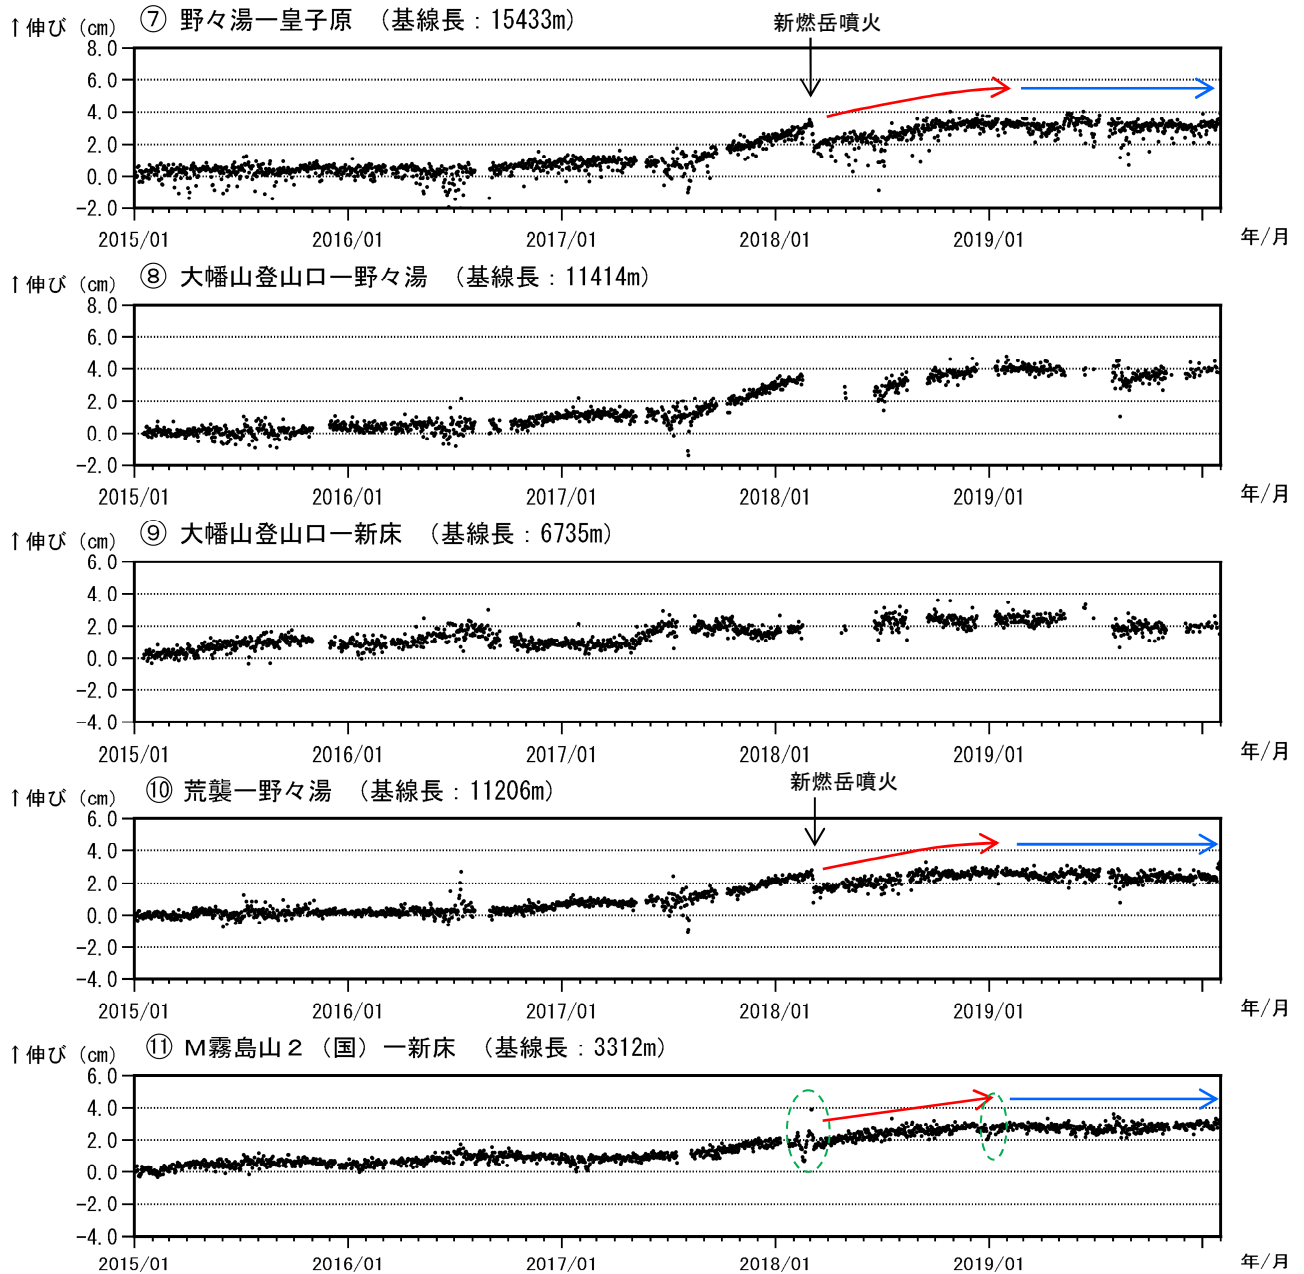 ↑伸び (cm) ⑦ 野々湯ー皇子原 (基線長:15433m)
新燃岳噴火
8.0
6.0
4.0
2.0
0.0
-2.0
2015/01 2016/01 2017/01 2018/01 2019/01 年/月
↑伸び (cm) ⑧ 大幡山登山口ー野々湯 (基線長:11414m)
8.0
6.0
4.0
2.0
0.0
-2.0
2015/01 2016/01 2017/01 2018/01 2019/01 年/月
↑伸び (cm) ⑨ 大幡山登山口ー新床 (基線長:6735m)
6.0
4.0
2.0
0.0
-2.0
-4.0
2015/01 2016/01 2017/01 2018/01 2019/01 年/月
↑伸び (cm) ⑩ 荒襲ー野々湯 (基線長:11206m)
新燃岳噴火
6.0
4.0
2.0
0.0
-2.0
-4.0
2015/01 2016/01 2017/01 2018/01 2019/01 年/月
↑伸び (cm) ⑪ M霧島山2(国)ー新床 (基線長:3312m)
6.0
4.0
2.0
0.0
-2.0
-4.0
2015/01 2016/01 2017/01 2018/01 2019/01 年/月